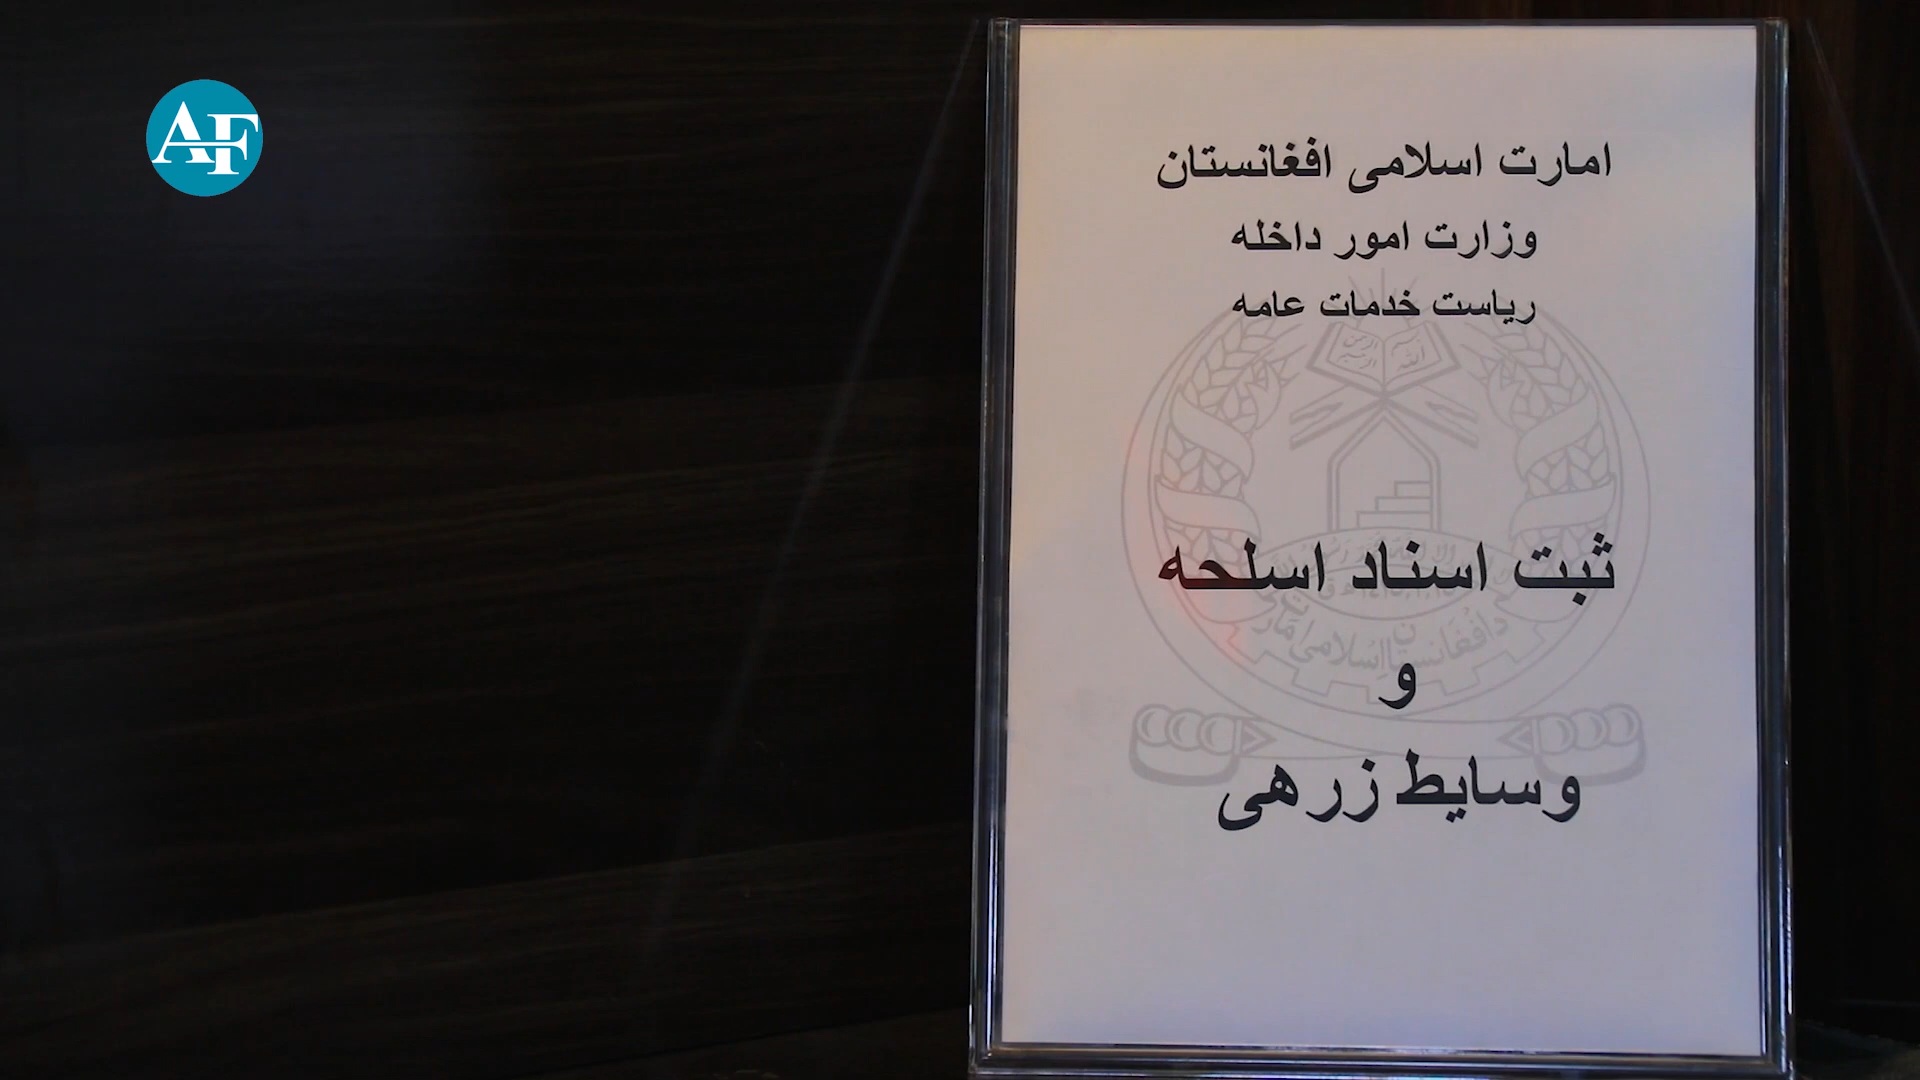 AF
امارت اسلامی افغانستان
وزارت امور داخله
ریاست خدمات عامه
ثبت اسناد اسلحه
و
وسایط زرهی